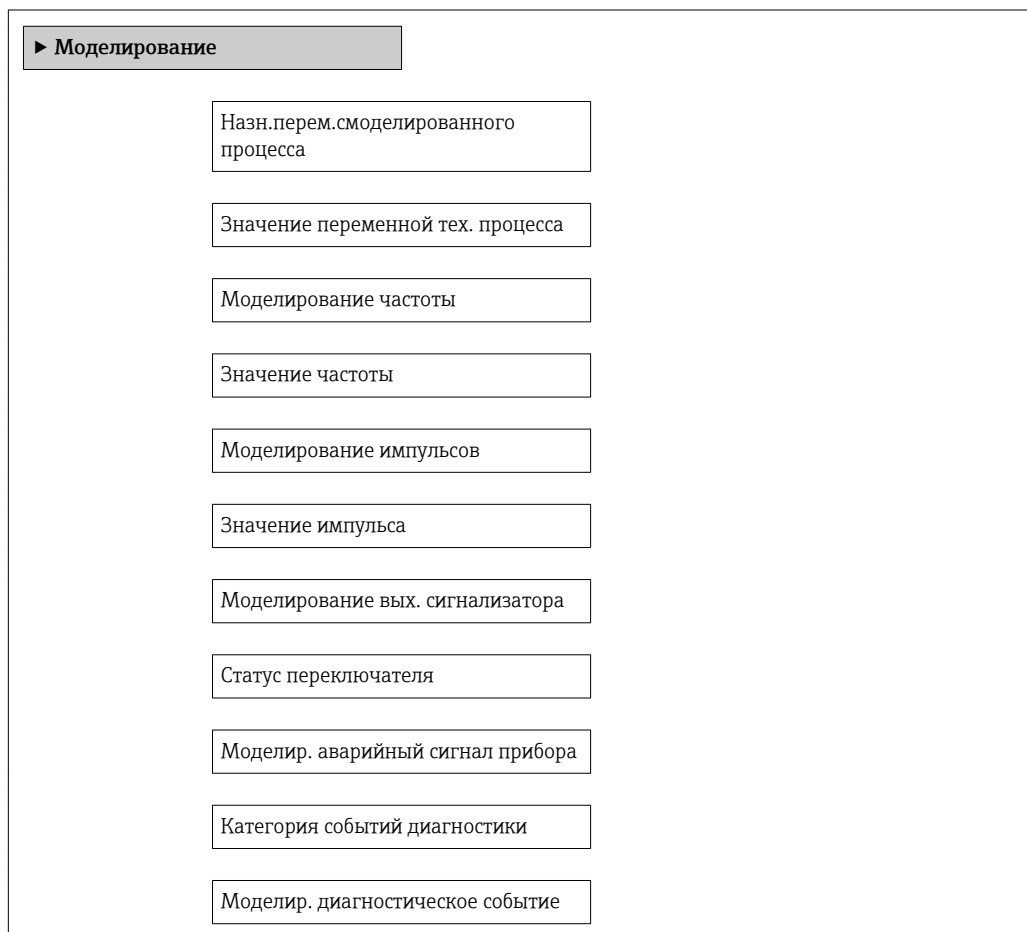 ▶ Моделирование
Назн.перем.смоделированного
процесса
Значение переменной тех. процесса
Моделирование частоты
Значение частоты
Моделирование импульсов
Значение импульса
Моделирование вых. сигнализатора
Статус переключателя
Моделир. аварийный сигнал прибора
Категория событий диагностики
Моделир. диагностическое событие